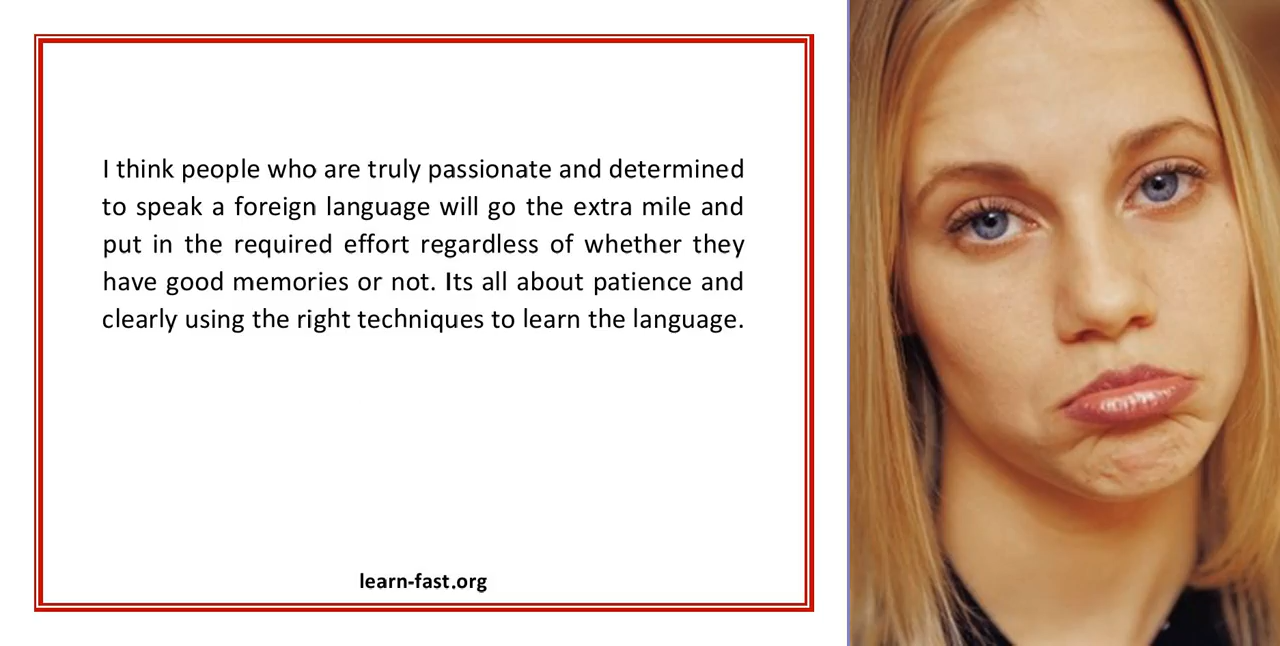 I think people who are truly passionate and determined
to speak a foreign language will go the extra mile and
put in the required effort regardless of whether they
have good memories or not. Its all about patience and
clearly using the right techniques to learn the language.
learn-fast.org